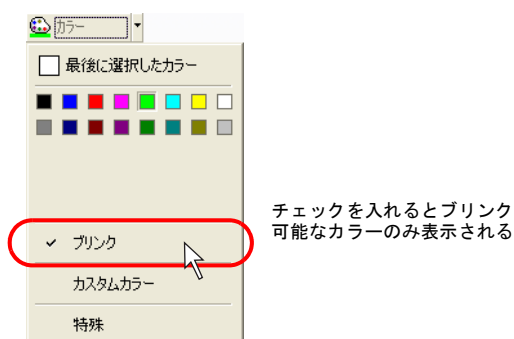 カラー
最後に選択したカラー
ブリンク
カスタムカラー
特殊
チェックを入れるとブリンク
可能なカラーのみ表示される